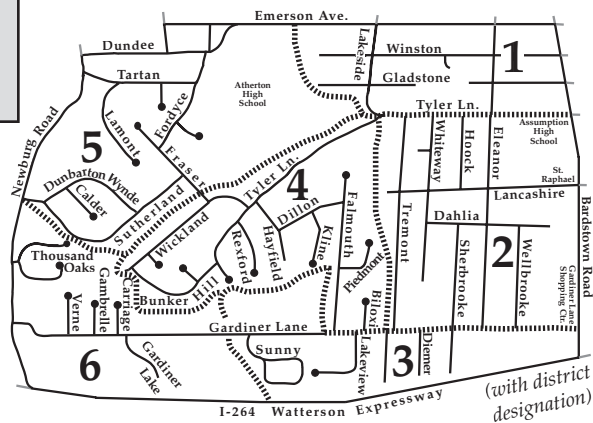 Emerson Ave.
Dundee
Lakeside
Winston
1
Tartan
Gladstone
Atherton
High
School
Fordyce
Tyler Ln.
Lamont
Newburg Road
5
Whiteway
Hoock
Eleanor
Assumption
High
School
Fraser
Tyler Ln.
St.
Raphael
Dunbarton Wynde
4
Lancashire
Calder
Sutherland
Dillon
Falmouth
Tremont
Bardstown Road
Wickland
Dahlia
Rexford
Hayfield
Kline
Thousand
Oaks
Sherbrooke
2
Wellbrooke
Piedmont
Gardiner Lane
Shopping Ctr.
Verne
Gambrelle
Carriage
Bunker Hill
Biloxi
Gardiner Lane
6
Gardiner
Lake
Sunny
Lakeview
3
Diemer
(with district
designation)
I-264 Watterson Expressway